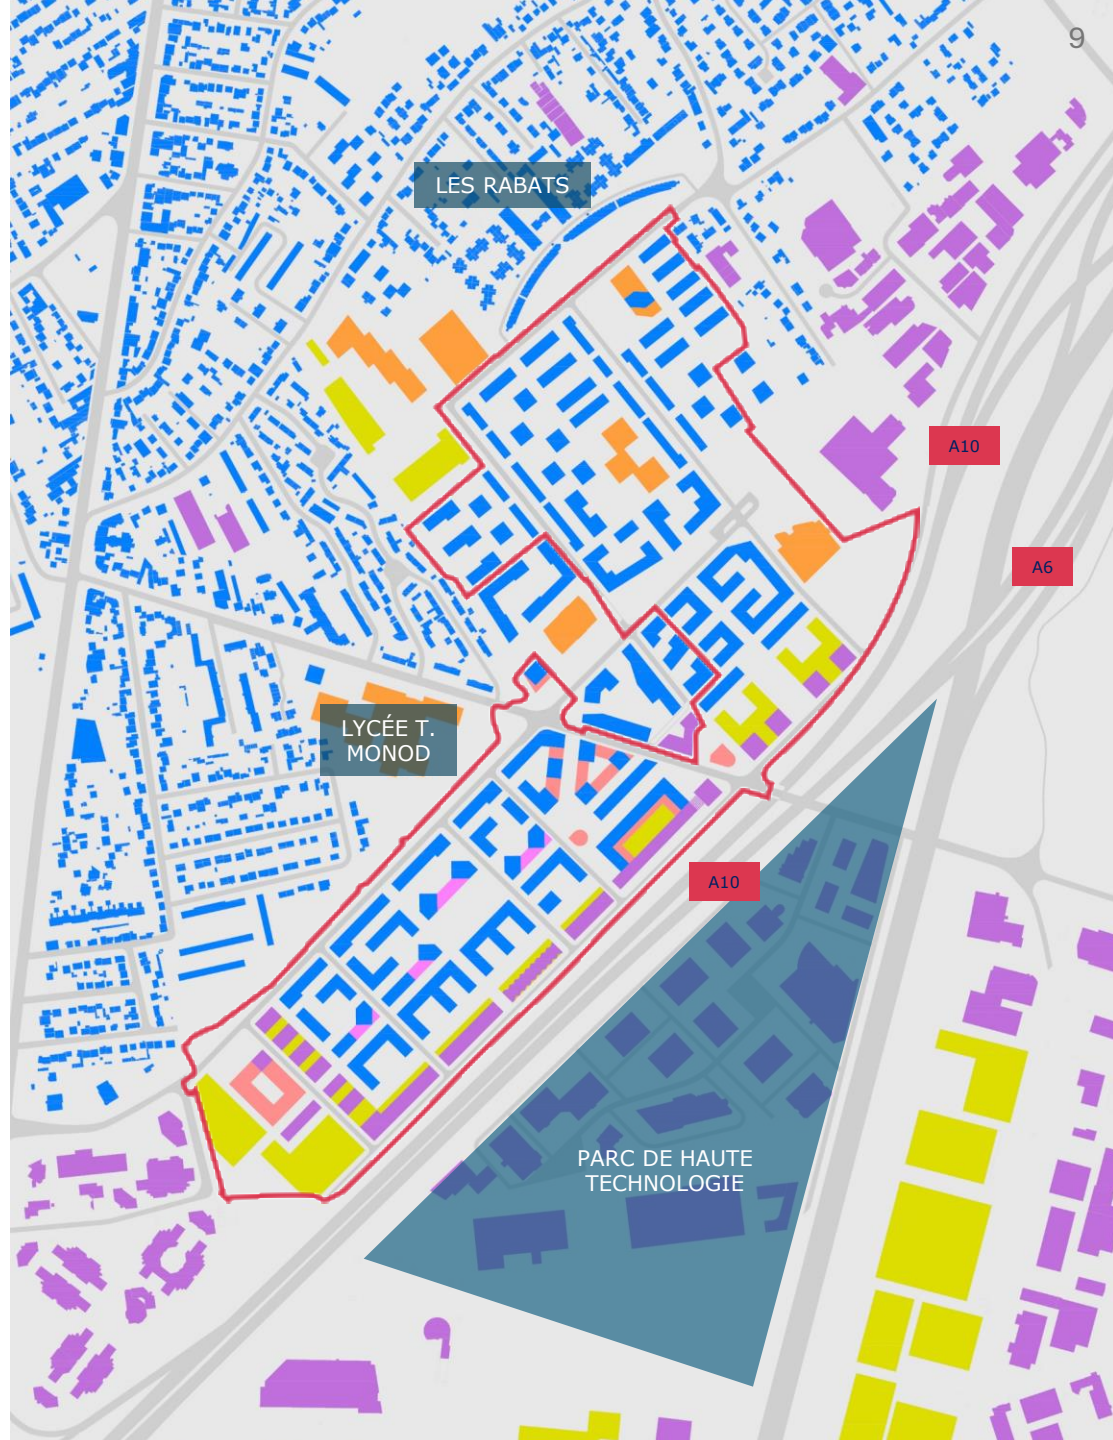 9
LES RABATS
A10
A6
LYCÉE T.
MONOD
A10
PARC DE HAUTE
TECHNOLOGIE